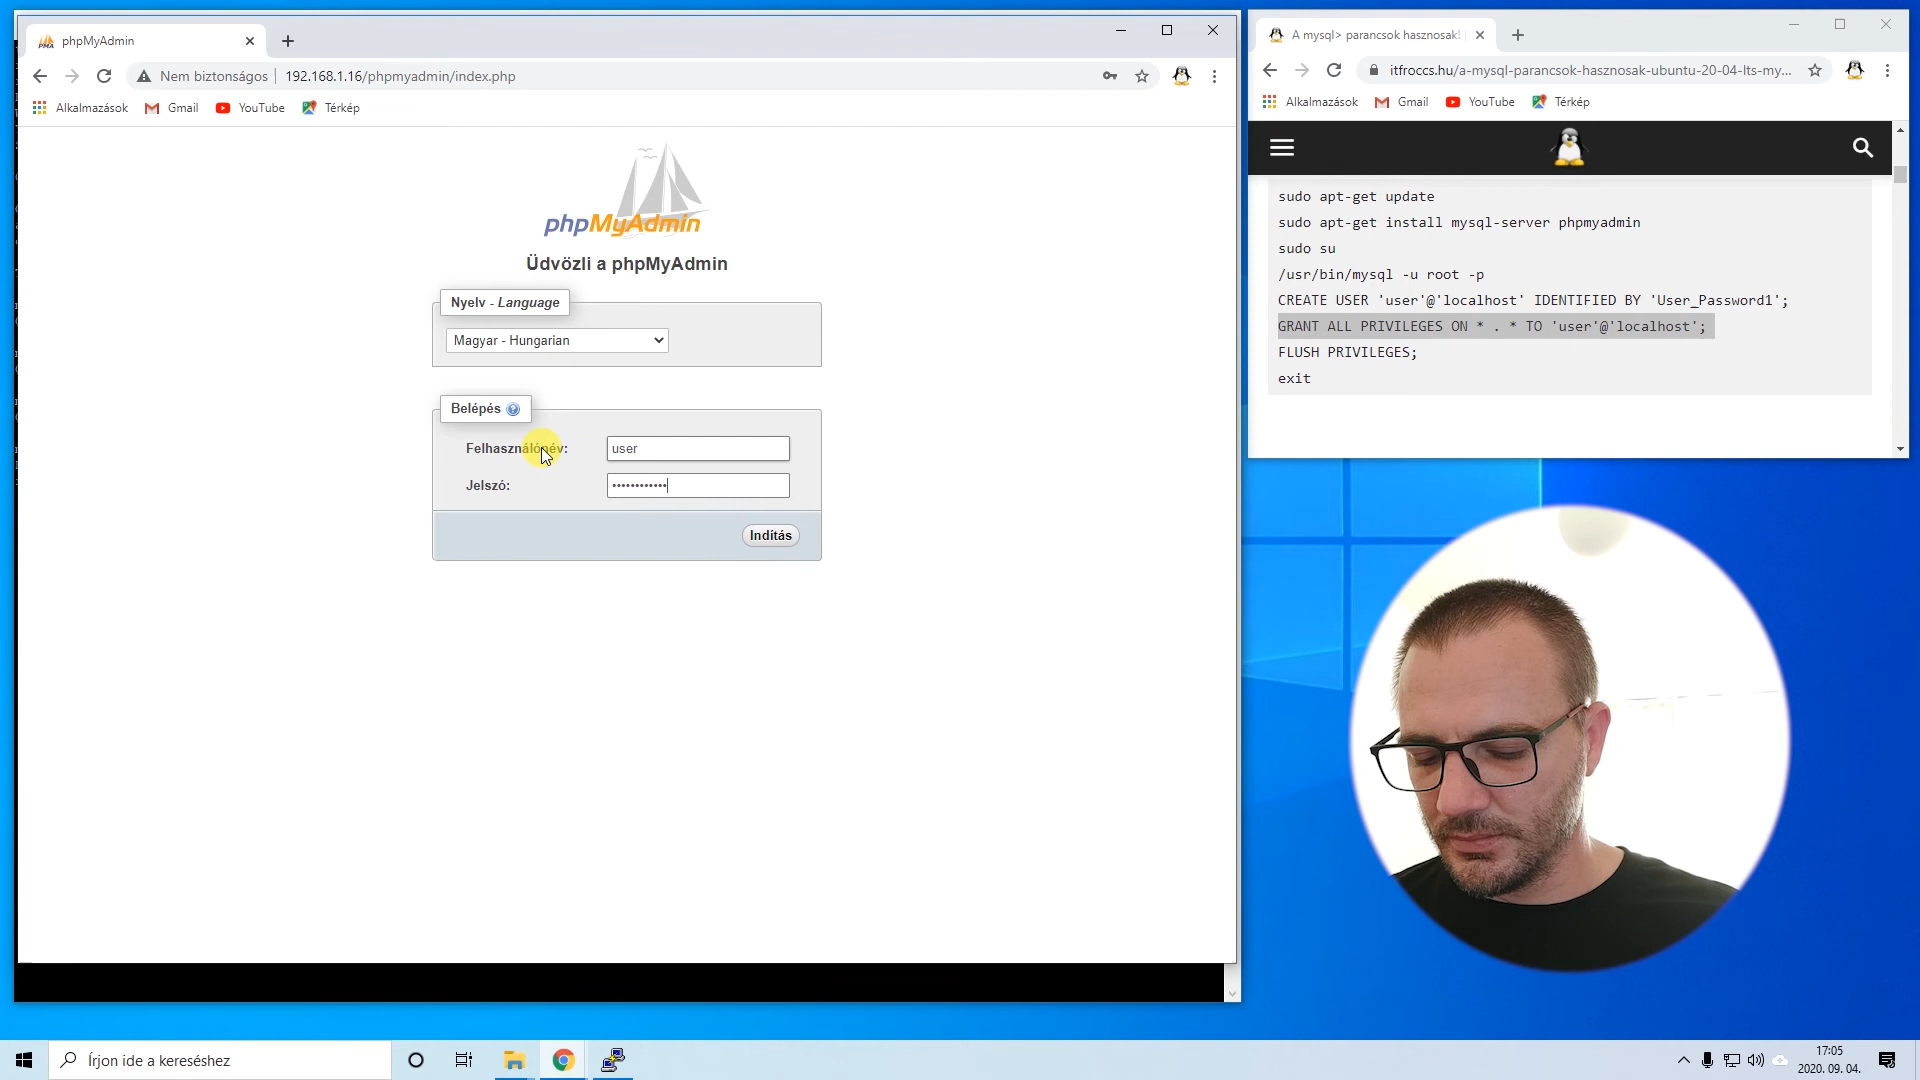 phpMyAdmin
Nem biztonságos
192.168.1.16/phpmyadmin/index.php
Alkalmazások
Gmail
YouTube
Térkép
phpMyAdmin
Üdvözli a phpMyAdmin
Nyelv - Language
Magyar - Hungarian
Belépés
Felhasználónév:
user
Jelszó:
Indítás
A mysql> parancsok hasznosak!
itfroccs.hu/a-mysql-parancsok-hasznosak-ubuntu-20-04-lts-my...
Alkalmazások
Gmail
YouTube
Térkép
sudo apt-get update
sudo apt-get install mysql-server phpmyadmin
sudo su
/usr/bin/mysql -u root -p
CREATE USER 'user'@'localhost' IDENTIFIED BY 'User_Password1';
GRANT ALL PRIVILEGES ON * . * TO 'user'@'localhost';
FLUSH PRIVILEGES;
exit
Írjon ide a kereséshez
17:05
2020. 09. 04.